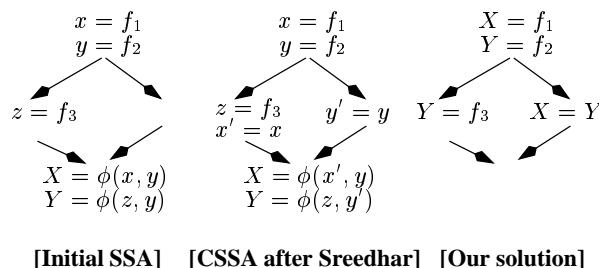 x = f₁
y = f₂
z = f₃
X = ϕ(x, y)
Y = ϕ(z, y)
[Initial SSA]
x = f₁
y = f₂
z = f₃
x′ = x
y′ = y
X = ϕ(x′, y)
Y = ϕ(z, y′)
[CSSA after Sreedhar]
X = f₁
Y = f₂
Y = f₃
X = Y
[Our solution]